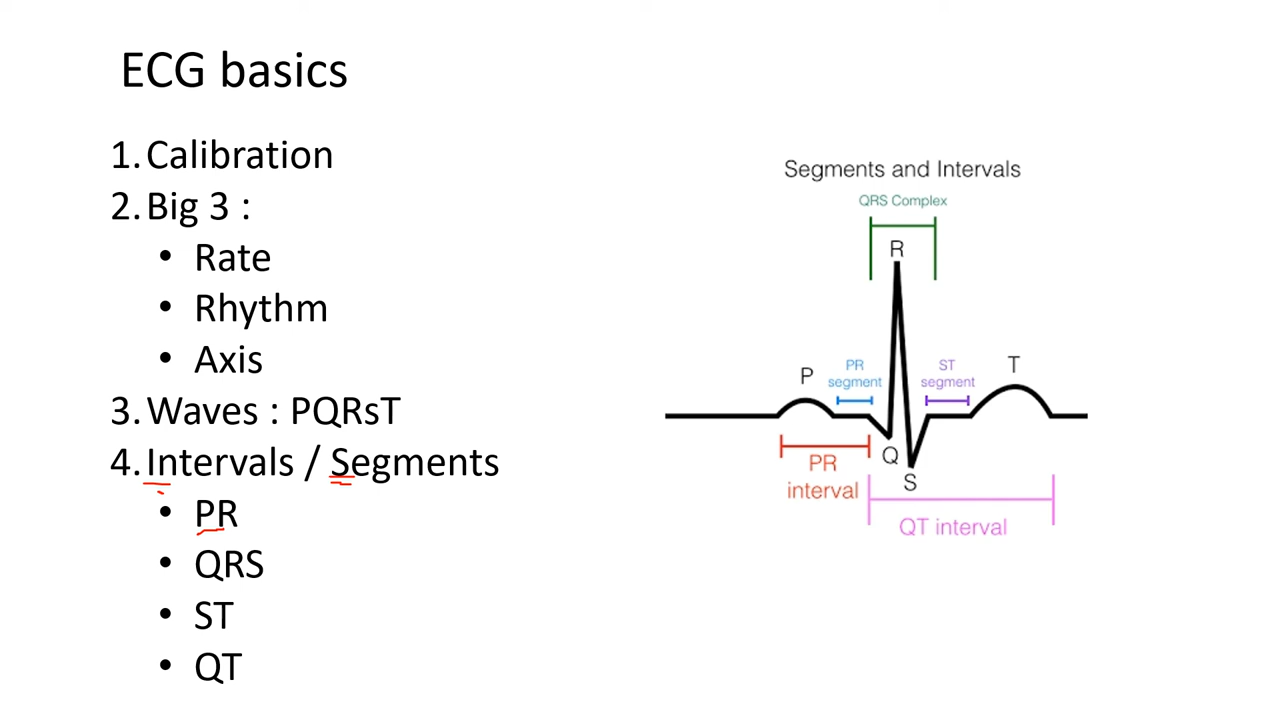 ECG basics
1. Calibration
2. Big 3 :
• Rate
• Rhythm
• Axis
3. Waves : PQRsT
4. Intervals / Segments
• PR
• QRS
• ST
• QT
Segments and Intervals
QRS Complex
R
P
PR
segment
ST
segment
T
Q
S
PR
interval
QT interval